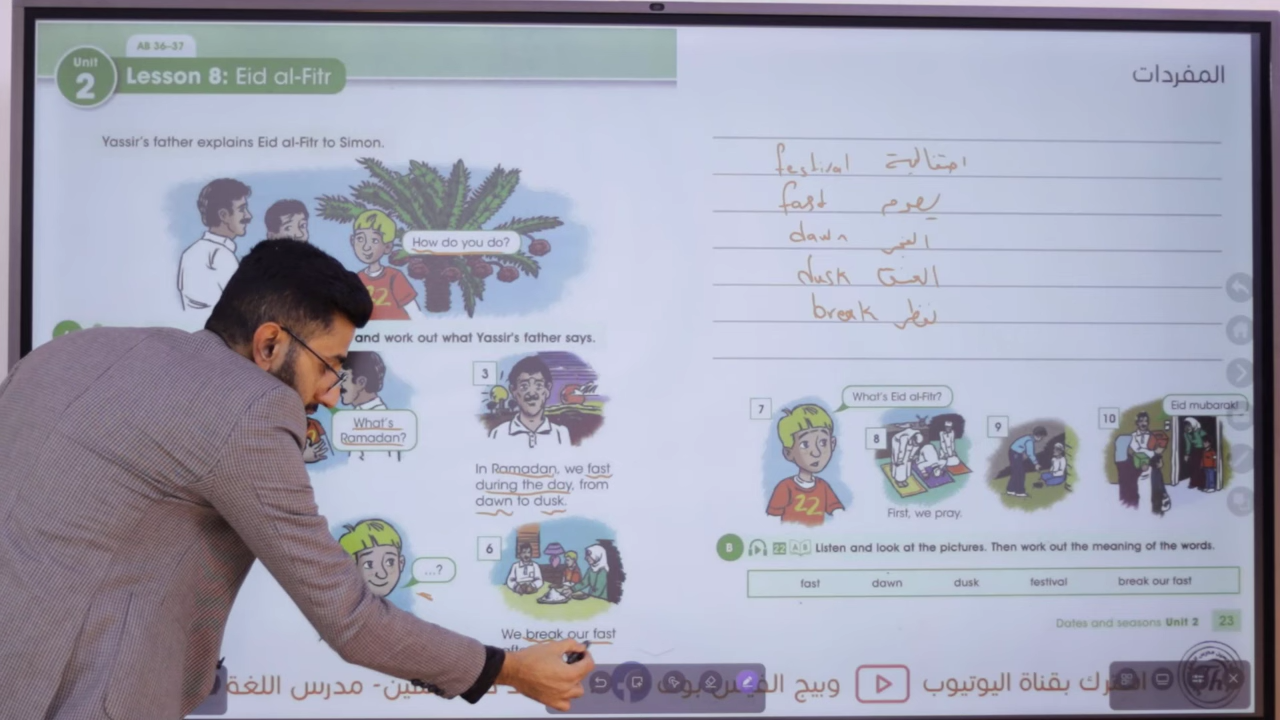 AB 36-37
Unit 2
Lesson 8: Eid al-Fitr
Yassir's father explains Eid al-Fitr to Simon.
How do you do?
and work out what Yassir's father says.
What's Ramadan?
3
In Ramadan, we fast
during the day, from
dawn to dusk.
...?
6
We break our fast
المفردات
festival احتفالية
fast يصوم
dawn الفجر
dusk
break نفطر
7
What's Eid al-Fitr?
8
First, we pray.
9
10
Eid mubarak!
B 22 AB Listen and look at the pictures. Then work out the meaning of the words.
fast dawn dusk festival break our fast
Dates and seasons Unit 2 23
مدرس اللغة
وبيج
بقناة اليوتيوب